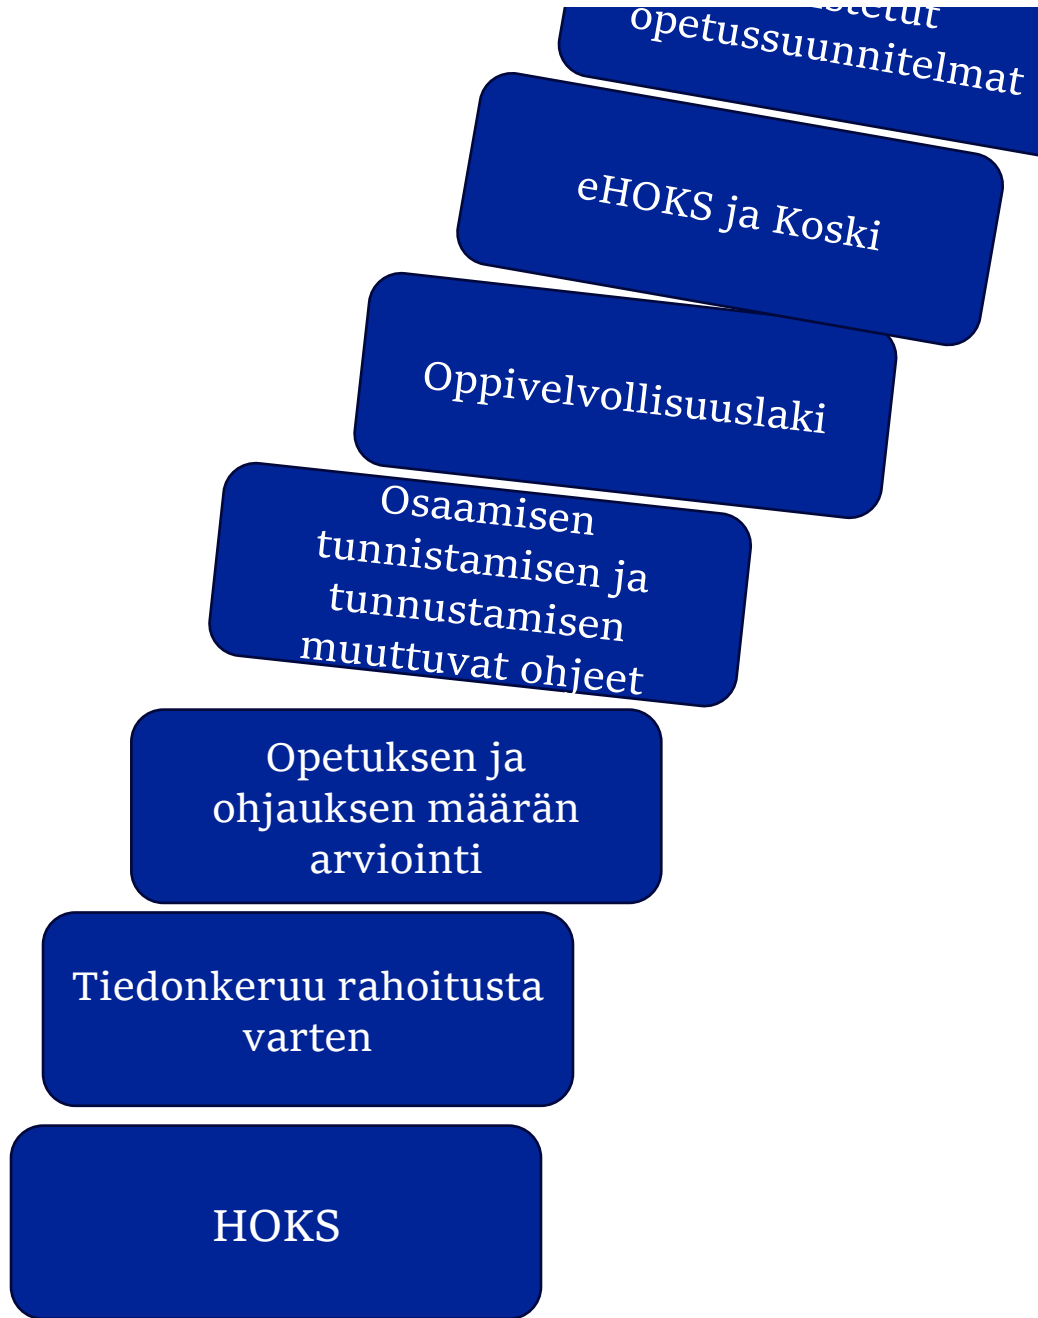 opetussuunnitelmat
eHOKS ja Koski
Oppivelvollisuuslaki
Osaamisen
tunnistamisen ja
tunnustamisen
muuttuvat ohjeet
Opetuksen ja
ohjauksen määrän
arviointi
Tiedonkeruu rahoitusta
varten
HOKS